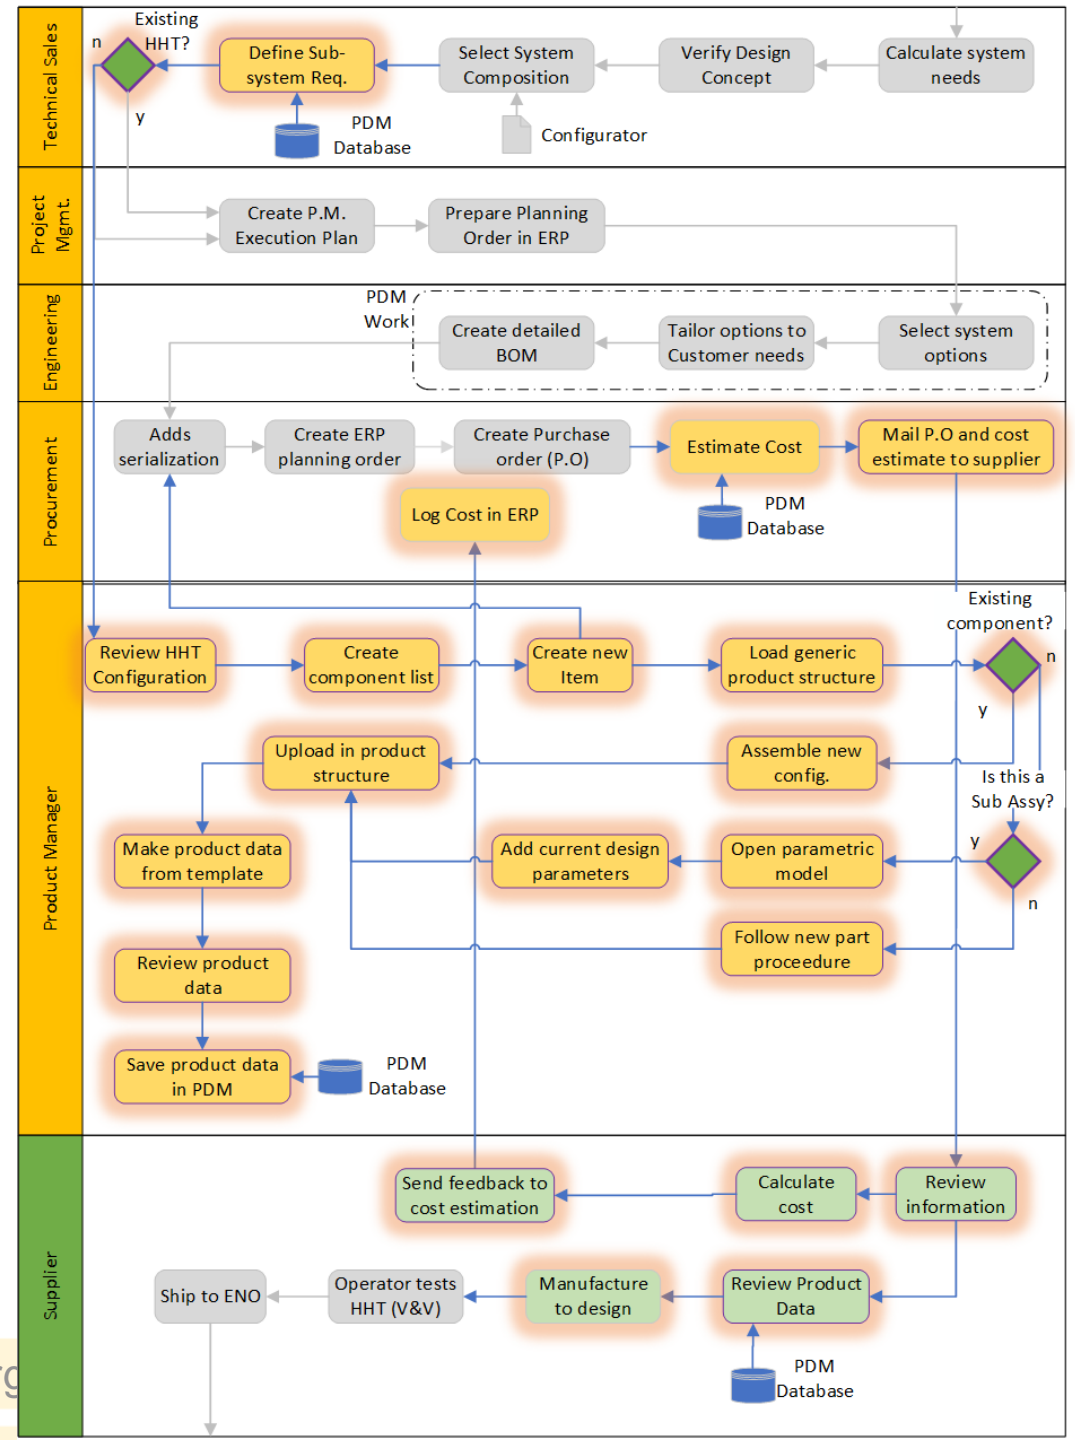 Technical Sales
n
Existing
HHT?
y
Define Sub-
system Req.
PDM
Database
Select System
Composition
Configurator
Verify Design
Concept
Calculate system
needs
Project
Mgmt.
Create P.M.
Execution Plan
Prepare Planning
Order in ERP
Engineering
PDM
Work
Create detailed
BOM
Tailor options to
Customer needs
Select system
options
Procurement
Adds
serialization
Create ERP
planning order
Create Purchase
order (P.O)
Estimate Cost
Mail P.O and cost
estimate to supplier
Log Cost in ERP
PDM
Database
Product Manager
Existing
component?
n
y
Review HHT
Configuration
Create
component list
Create new
Item
Load generic
product structure
Upload in product
structure
Assemble new
config.
Is this a
Sub Assy?
y
n
Make product data
from template
Add current design
parameters
Open parametric
model
Follow new part
proceedure
Review product
data
Save product data
in PDM
PDM
Database
Supplier
Send feedback to
cost estimation
Calculate
cost
Review
information
Ship to ENO
Operator tests
HHT (V&V)
Manufacture
to design
Review Product
Data
PDM
Database